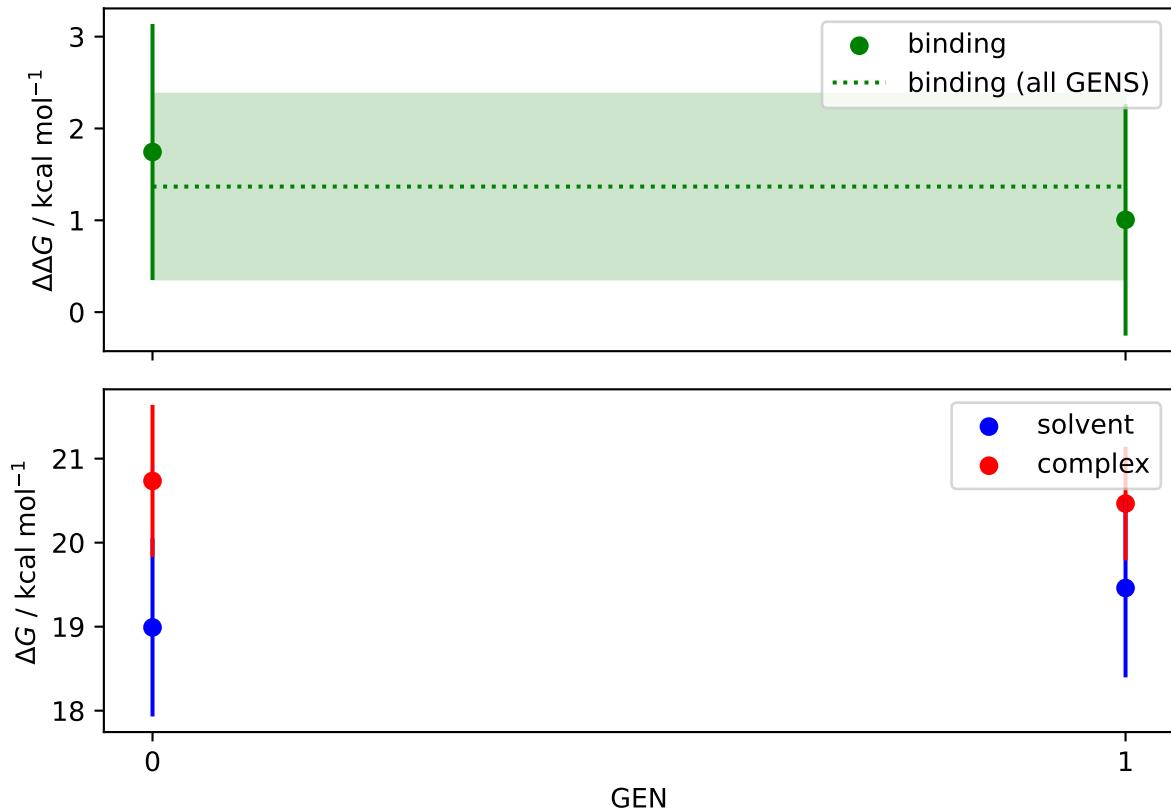 3
2
1
0
ΔΔG / kcal mol⁻¹
binding
binding (all GENS)
21
20
19
18
ΔG / kcal mol⁻¹
solvent
complex
0
1
GEN